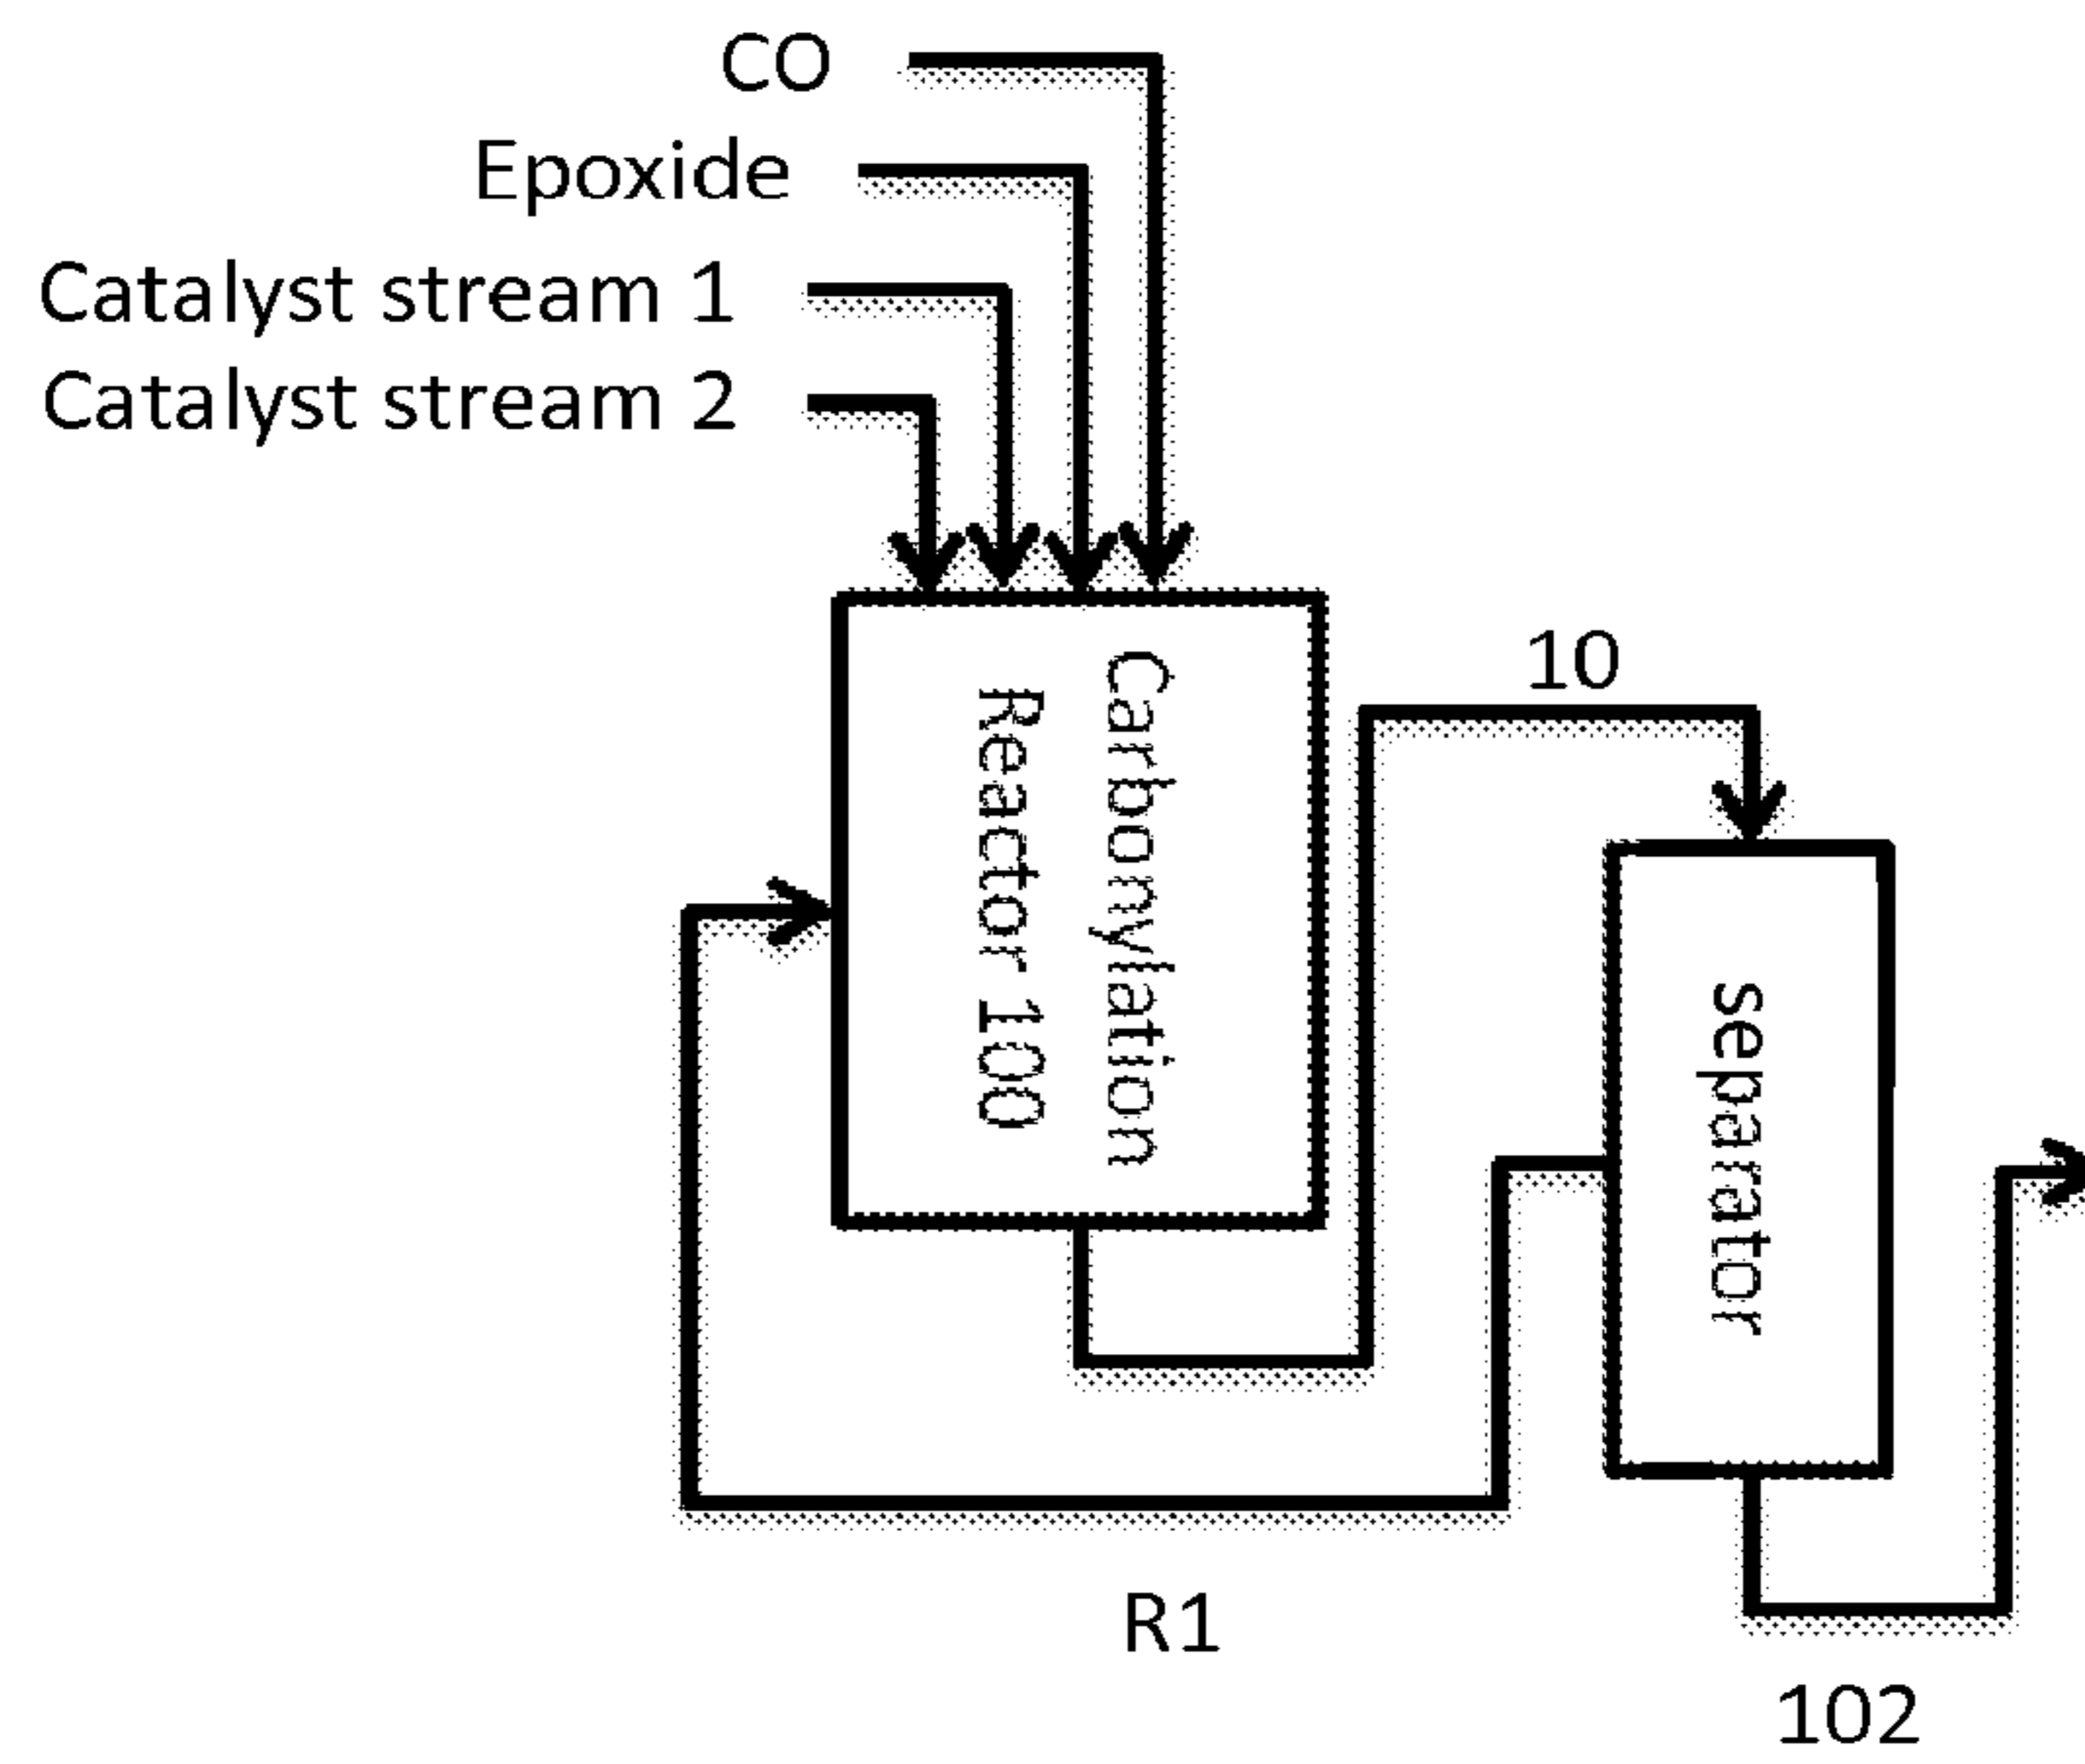 CO
Epoxide
Catalyst stream 1
Catalyst stream 2
Carbonylation
Reactor 100
10
separator
R1
102